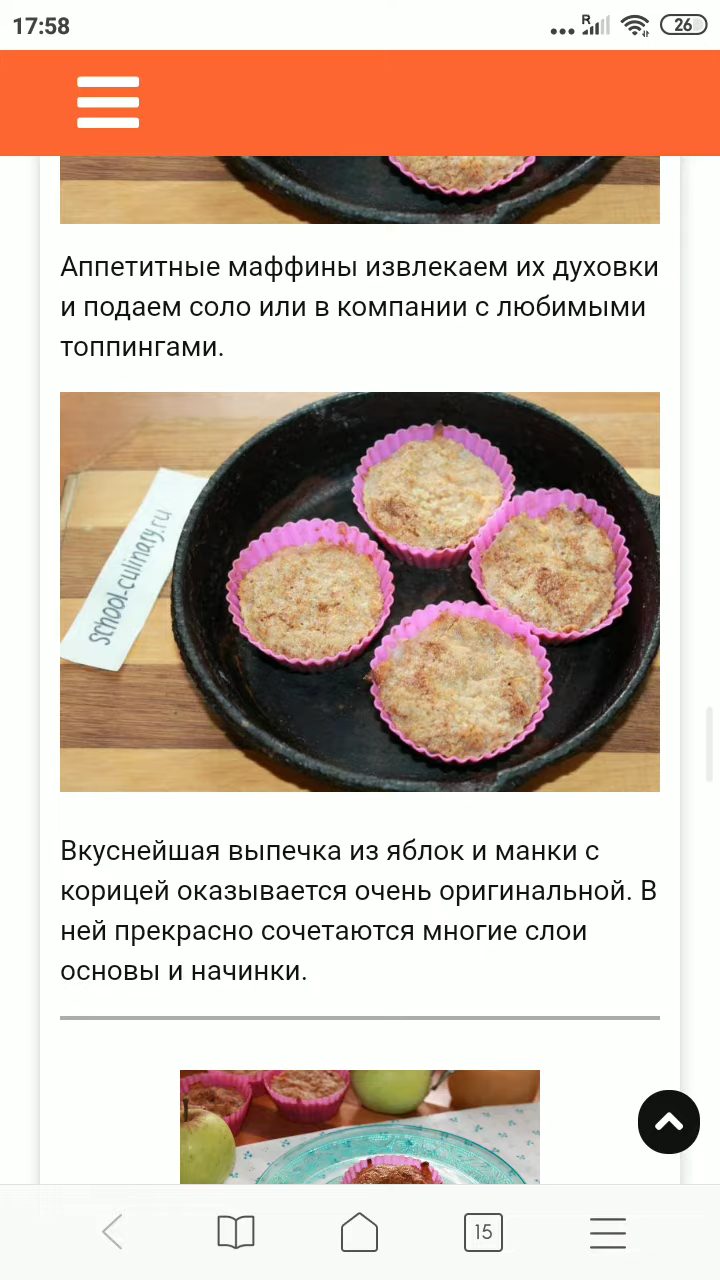 17:58
R
26
Аппетитные маффины извлекаем их духовки
и подаем соло или в компании с любимыми
топпингами.
school-culinary.ru
Вкуснейшая выпечка из яблок и манки с
корицей оказывается очень оригинальной. В
ней прекрасно сочетаются многие слои
основы и начинки.
15